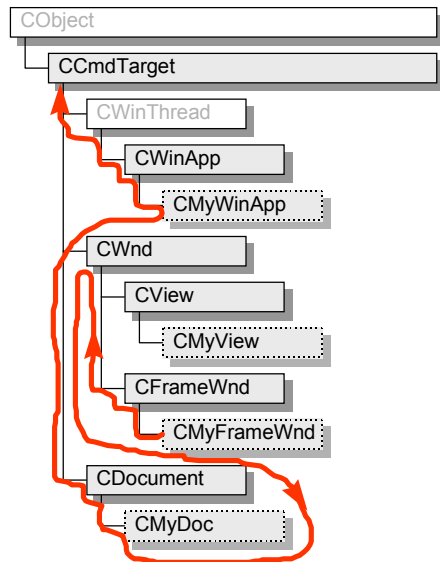 CObject
CCmdTarget
CWinThread
CWinApp
CMyWinApp
CWnd
CView
CMyView
CFrameWnd
CMyFrameWnd
CDocument
CMyDoc